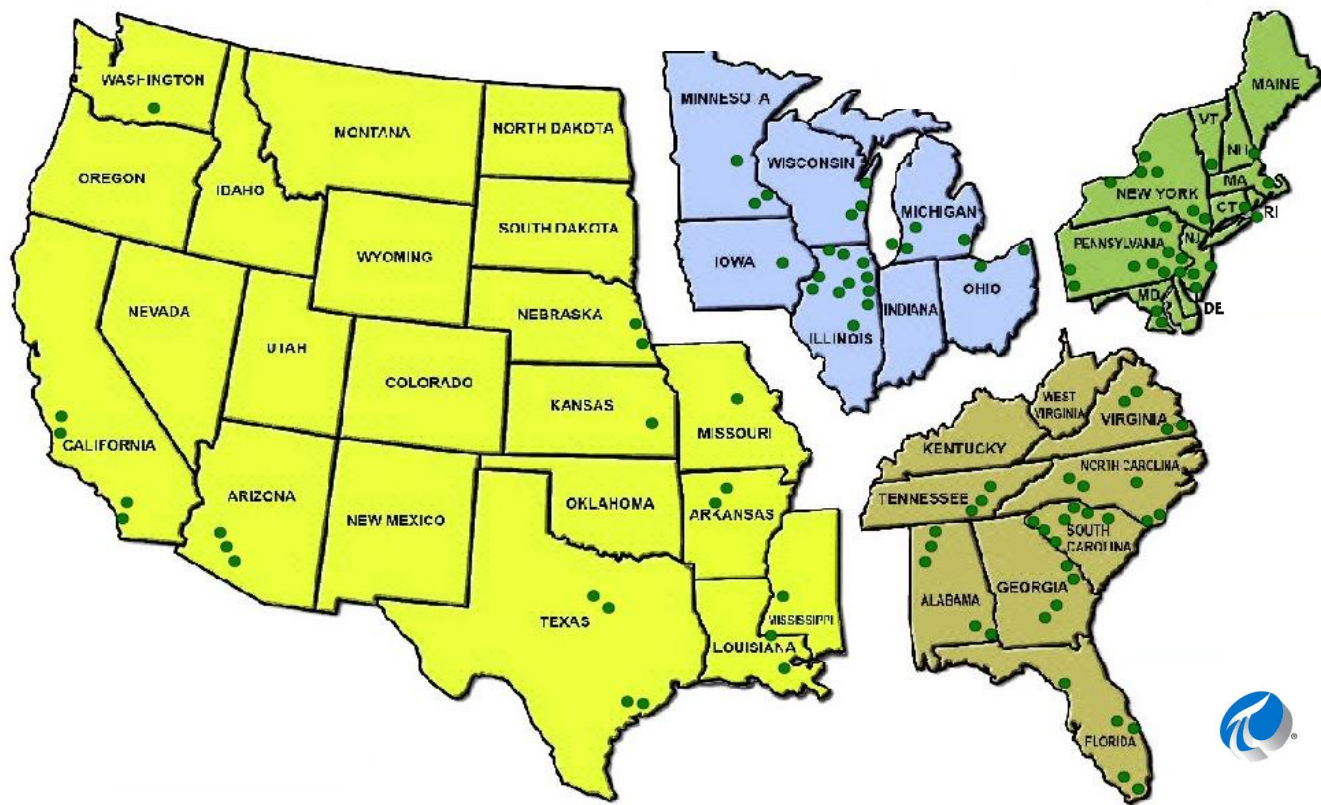 WASHINGTON
OREGON
IDAHO
MONTANA
NORTH DAKOTA
SOUTH DAKOTA
WYOMING
NEBRASKA
NEVADA
UTAH
COLORADO
KANSAS
CALIFORNIA
ARIZONA
NEW MEXICO
OKLAHOMA
TEXAS
MISSOURI
ARKANSAS
MISSISSIPPI
LOUISIANA
MINNESOTA
WISCONSIN
MICHIGAN
IOWA
ILLINOIS
INDIANA
OHIO
MAINE
VT
NH
NEW YORK
MA
CT
RI
PENNSYLVANIA
NJ
MD
DE
WEST
VIRGINIA
VIRGINIA
KENTUCKY
NORTH CAROLINA
TENNESSEE
SOUTH
CAROLINA
GEORGIA
ALABAMA
FLORIDA
®